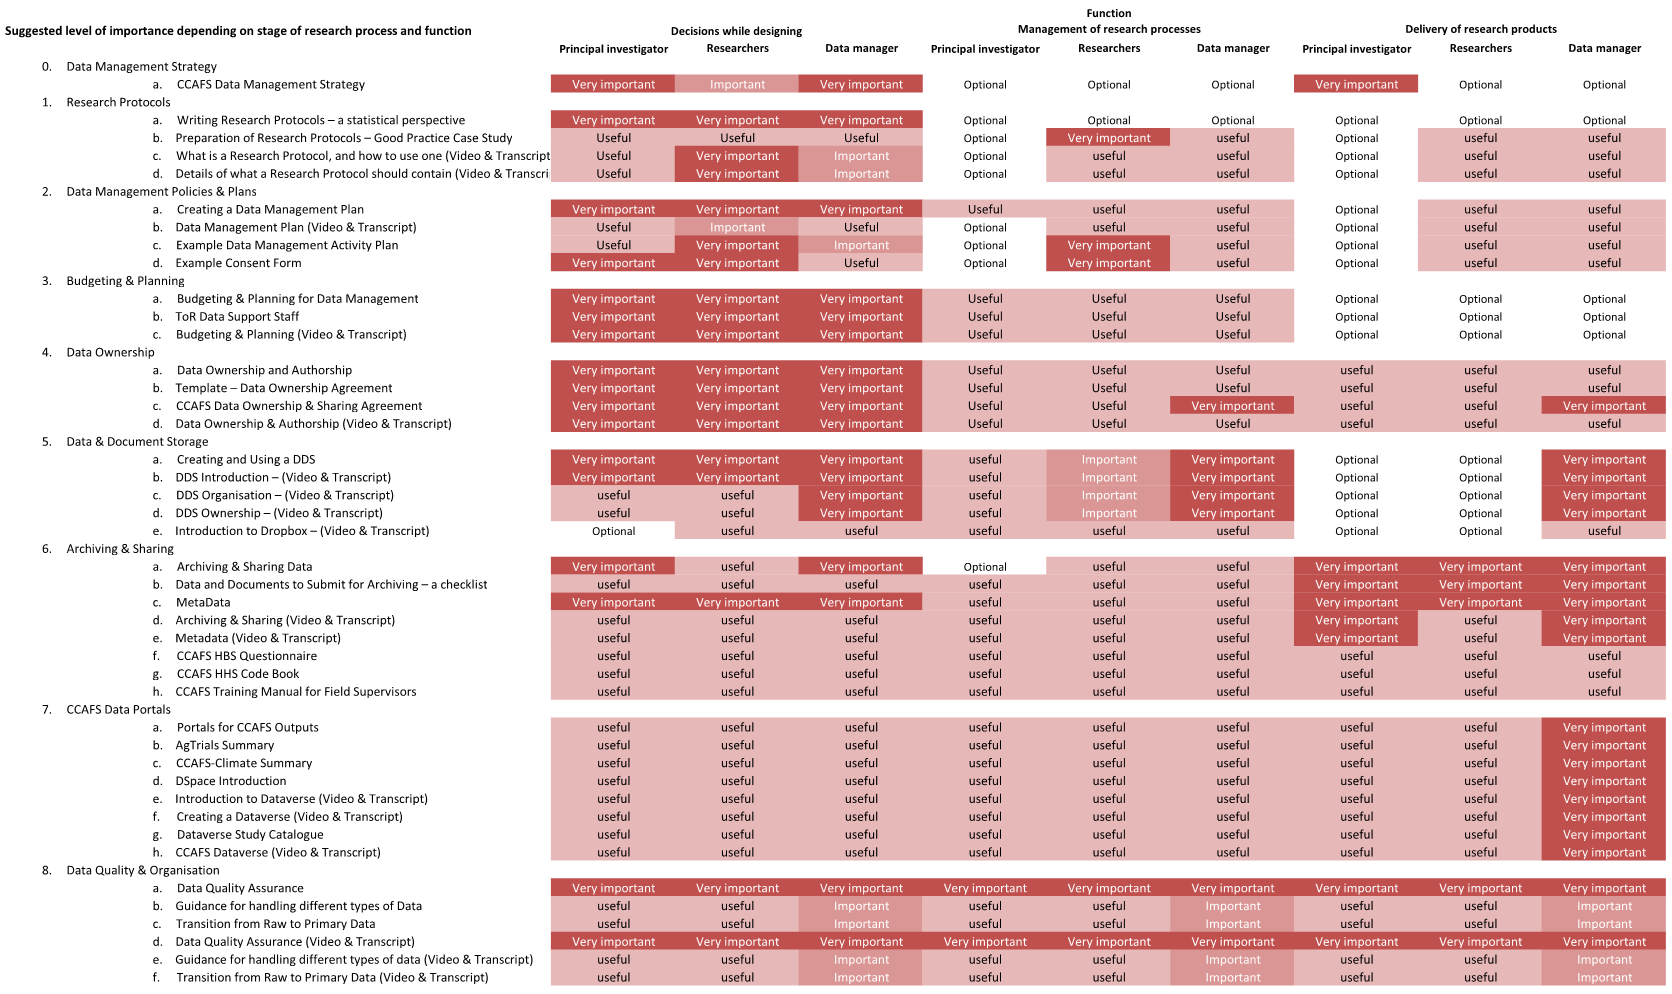 Function
Suggested level of importance depending on stage of research process and function Decisions while designing Management of research processes Delivery of research products
Principal investigator Researchers Data manager Principal investigator Researchers Data manager Principal investigator Researchers Data manager
0. Data Management Strategy
a. CCAFS Data Management Strategy Very important Important Very important Optional Optional Optional Very important Optional Optional
1. Research Protocols
a. Writing Research Protocols – a statistical perspective Very important Very important Very important Optional Optional Optional Optional Optional Optional
b. Preparation of Research Protocols – Good Practice Case Study Useful Useful Useful Optional Very important useful Optional useful useful
c. What is a Research Protocol, and how to use one (Video & Transcript Useful Very important Important Optional useful useful Optional useful useful
d. Details of what a Research Protocol should contain (Video & Transcri Useful Very important Important Optional useful useful Optional useful useful
2. Data Management Policies & Plans
a. Creating a Data Management Plan Very important Very important Very important Useful useful useful Optional useful useful
b. Data Management Plan (Video & Transcript) Useful Important Useful Optional useful useful Optional useful useful
c. Example Data Management Activity Plan Useful Very important Important Optional Very important useful Optional useful useful
d. Example Consent Form Very important Very important Useful Optional Very important useful Optional useful useful
3. Budgeting & Planning
a. Budgeting & Planning for Data Management Very important Very important Very important Useful Useful Useful Optional Optional Optional
b. ToR Data Support Staff Very important Very important Very important Useful Useful Useful Optional Optional Optional
c. Budgeting & Planning (Video & Transcript) Very important Very important Very important Useful Useful Useful Optional Optional Optional
4. Data Ownership
a. Data Ownership and Authorship Very important Very important Very important Useful Useful Useful useful useful useful
b. Template – Data Ownership Agreement Very important Very important Very important Useful Useful Useful useful useful useful
c. CCAFS Data Ownership & Sharing Agreement Very important Very important Very important Useful Useful Very important useful useful Very important
d. Data Ownership & Authorship (Video & Transcript) Very important Very important Very important Useful Useful Useful useful useful useful
5. Data & Document Storage
a. Creating and Using a DDS Very important Very important Very important useful Important Very important Optional Optional Very important
b. DDS Introduction – (Video & Transcript) Very important Very important Very important useful Important Very important Optional Optional Very important
c. DDS Organisation – (Video & Transcript) useful useful Very important useful Important Very important Optional Optional Very important
d. DDS Ownership – (Video & Transcript) useful useful Very important useful Important Very important Optional Optional Very important
e. Introduction to Dropbox – (Video & Transcript) Optional useful useful useful useful useful Optional Optional useful
6. Archiving & Sharing
a. Archiving & Sharing Data Very important useful Very important Optional useful useful Very important Very important Very important
b. Data and Documents to Submit for Archiving – a checklist useful useful useful useful useful useful Very important Very important Very important
c. MetaData Very important Very important Very important useful useful useful Very important Very important Very important
d. Archiving & Sharing (Video & Transcript) useful useful useful useful useful useful Very important useful Very important
e. Metadata (Video & Transcript) useful useful useful useful useful useful Very important useful Very important
f. CCAFS HBS Questionnaire useful useful useful useful useful useful useful useful useful
g. CCAFS HHS Code Book useful useful useful useful useful useful useful useful useful
h. CCAFS Training Manual for Field Supervisors useful useful useful useful useful useful useful useful useful
7. CCAFS Data Portals
a. Portals for CCAFS Outputs useful useful useful useful useful useful useful useful Very important
b. AgTrials Summary useful useful useful useful useful useful useful useful Very important
c. CCAFS-Climate Summary useful useful useful useful useful useful useful useful Very important
d. DSpace Introduction useful useful useful useful useful useful useful useful Very important
e. Introduction to Dataverse (Video & Transcript) useful useful useful useful useful useful useful useful Very important
f. Creating a Dataverse (Video & Transcript) useful useful useful useful useful useful useful useful Very important
g. Dataverse Study Catalogue useful useful useful useful useful useful useful useful Very important
h. CCAFS Dataverse (Video & Transcript) useful useful useful useful useful useful useful useful Very important
8. Data Quality & Organisation
a. Data Quality Assurance Very important Very important Very important Very important Very important Very important Very important Very important Very important
b. Guidance for handling different types of Data useful useful Important useful useful Important useful useful Important
c. Transition from Raw to Primary Data useful useful Important useful useful Important useful useful Important
d. Data Quality Assurance (Video & Transcript) Very important Very important Very important Very important Very important Very important Very important Very important Very important
e. Guidance for handling different types of data (Video & Transcript) useful useful Important useful useful Important useful useful Important
f. Transition from Raw to Primary Data (Video & Transcript) useful useful Important useful useful Important useful useful Important